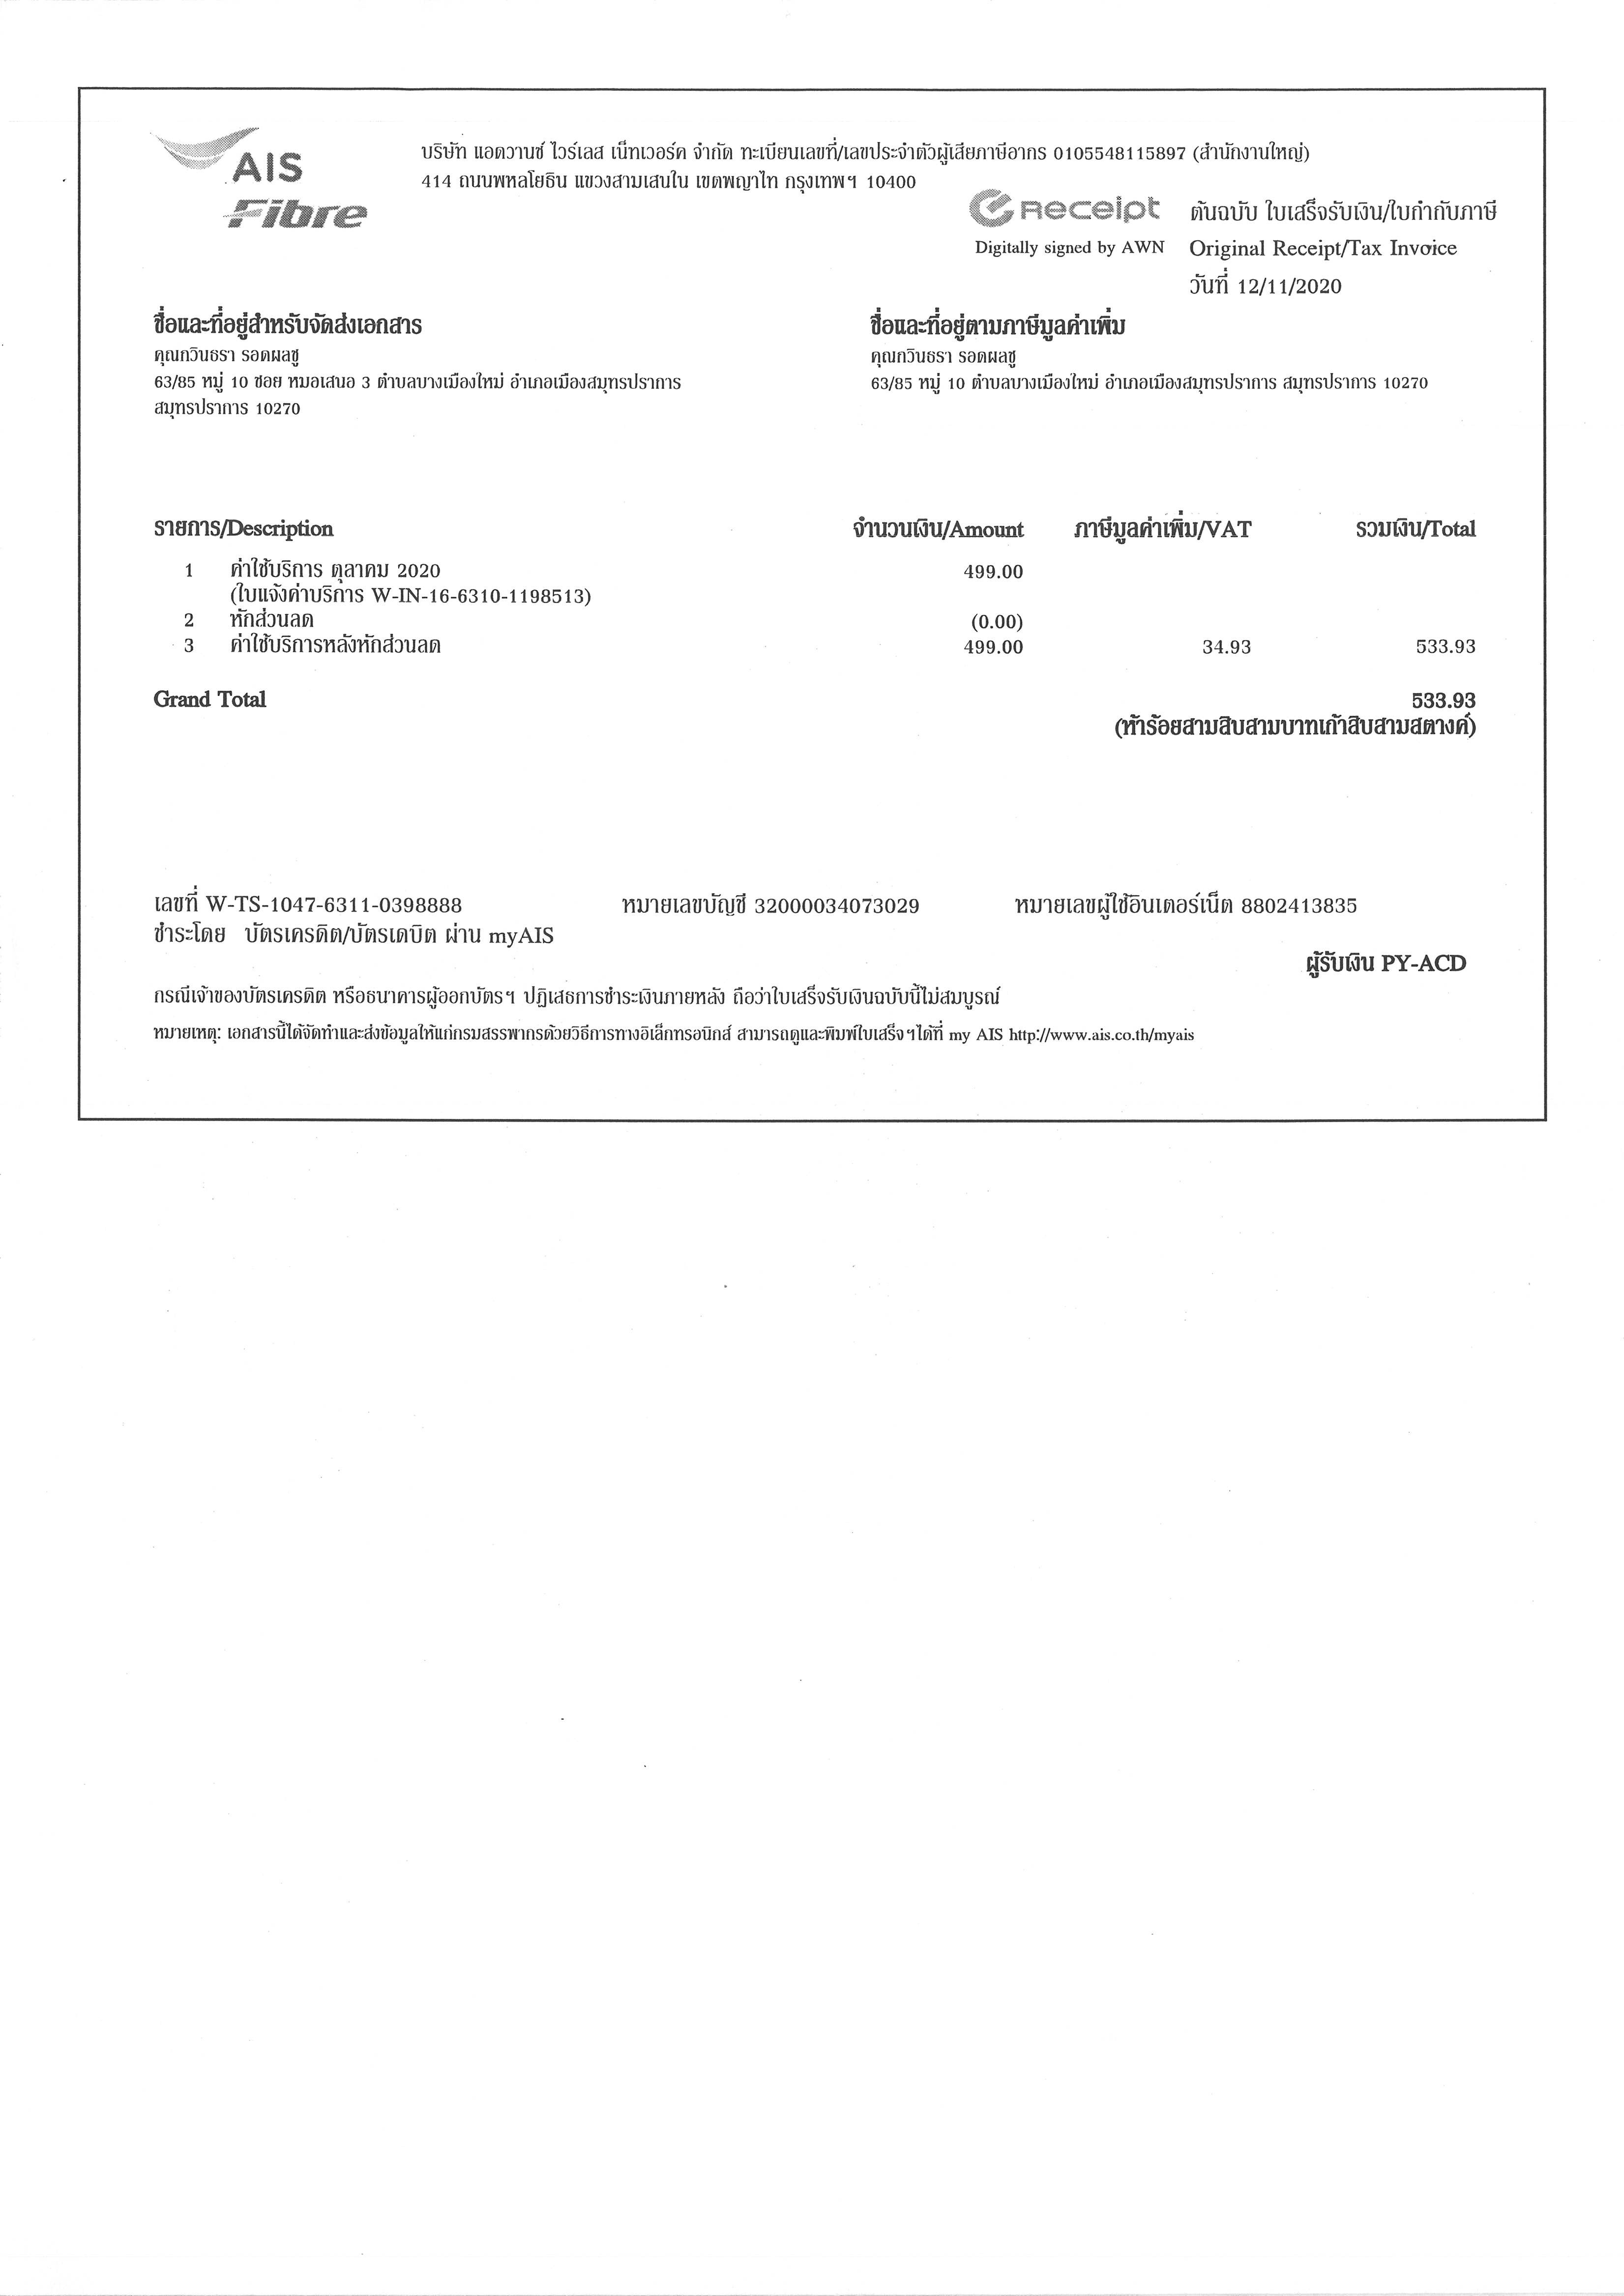 AIS
Fibre
บริษัท แอดวานซ์ ไวร์เลส เน็ทเวอร์ค จำกัด ทะเบียนเลขที่/เลขประจำตัวผู้เสียภาษีอากร 0105548115897 (สำนักงานใหญ่)
414 ถนนพหลโยธิน แขวงสามเสนใน เขตพญาไท กรุงเทพฯ 10400
Receipt ต้นฉบับ ใบเสร็จรับเงิน/ใบกำกับภาษี
Digitally signed by AWN Original Receipt/Tax Invoice
วันที่ 12/11/2020
ชื่อและที่อยู่สำหรับจัดส่งเอกสาร ชื่อและที่อยู่ตามภาษีมูลค่าเพิ่ม
คุณกวินธรา รอดผลชู คุณกวินธรา รอดผลชู
63/85 หมู่ 10 ซอย หมอเสนอ 3 ตำบลบางเมืองใหม่ อำเภอเมืองสมุทรปราการ 63/85 หมู่ 10 ตำบลบางเมืองใหม่ อำเภอเมืองสมุทรปราการ สมุทรปราการ 10270
สมุทรปราการ 10270
รายการ/Description จำนวนเงิน/Amount ภาษีมูลค่าเพิ่ม/VAT รวมเงิน/Total
1 ค่าใช้บริการ ตุลาคม 2020 499.00
(ใบแจ้งค่าบริการ W-IN-16-6310-1198513)
2 หักส่วนลด (0.00)
3 ค่าใช้บริการหลังหักส่วนลด 499.00 34.93 533.93
Grand Total 533.93
(ห้าร้อยสามสิบสามบาทเก้าสิบสามสตางค์)
เลขที่ W-TS-1047-6311-0398888 หมายเลขบัญชี 32000034073029 หมายเลขผู้ใช้อินเตอร์เน็ต 8802413835
ชำระโดย บัตรเครดิต/บัตรเดบิต ผ่าน myAIS
ผู้รับเงิน PY-ACD
กรณีเจ้าของบัตรเครดิต หรือธนาคารผู้ออกบัตรฯ ปฏิเสธการชำระเงินภายหลัง ถือว่าใบเสร็จรับเงินฉบับนี้ไม่สมบูรณ์
หมายเหตุ: เอกสารนี้ได้จัดทำและส่งข้อมูลให้แก่กรมสรรพากรด้วยวิธีการทางอิเล็กทรอนิกส์ สามารถดูและพิมพ์ใบเสร็จฯได้ที่ my AIS http://www.ais.co.th/myais